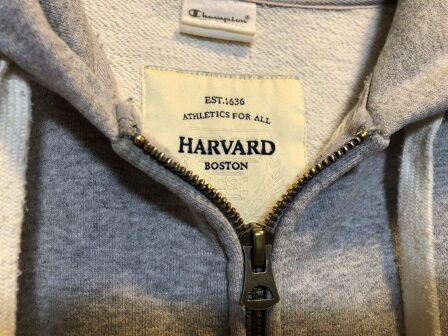 Champion
EST.1636
ATHLETICS FOR ALL
HARVARD
BOSTON